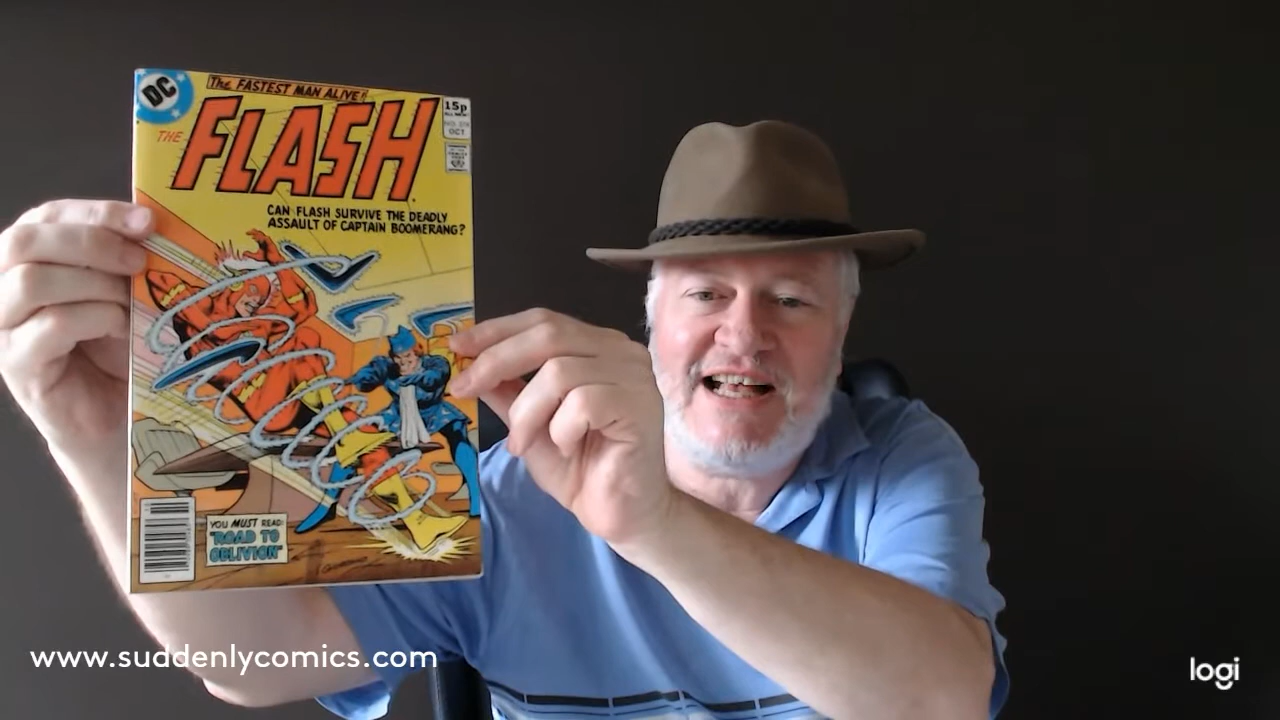 DC
The FASTEST MAN ALIVE!
THE FLASH
15p
OCT
CAN FLASH SURVIVE THE DEADLY
ASSAULT OF CAPTAIN BOOMERANG?
YOU MUST READ:
"ROAD TO
OBLIVION"
www.suddenlycomics.com
logi